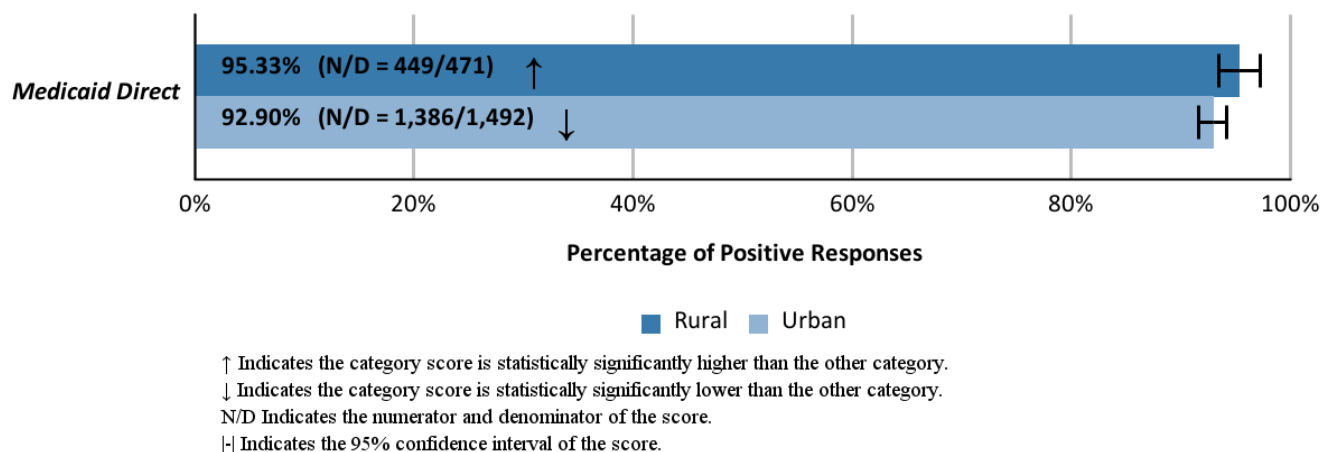 95.33% (N/D = 449/471) ↑
Medicaid Direct
92.90% (N/D = 1,386/1,492) ↓
0% 20% 40% 60% 80% 100%
Percentage of Positive Responses
Rural Urban
↑ Indicates the category score is statistically significantly higher than the other category.
↓ Indicates the category score is statistically significantly lower than the other category.
N/D Indicates the numerator and denominator of the score.
|-| Indicates the 95% confidence interval of the score.